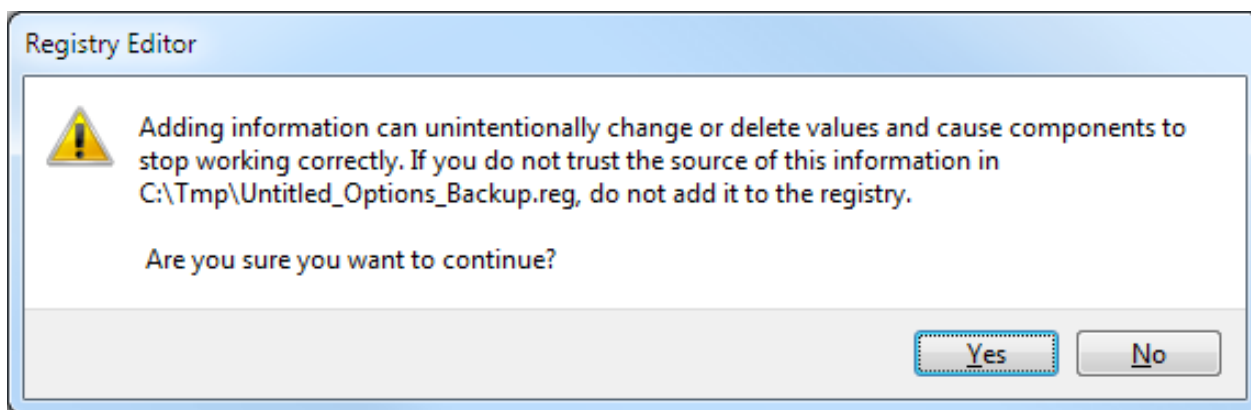 Registry Editor
Adding information can unintentionally change or delete values and cause components to
stop working correctly. If you do not trust the source of this information in
C:\Tmp\Untitled_Options_Backup.reg, do not add it to the registry.
Are you sure you want to continue?
Yes
No